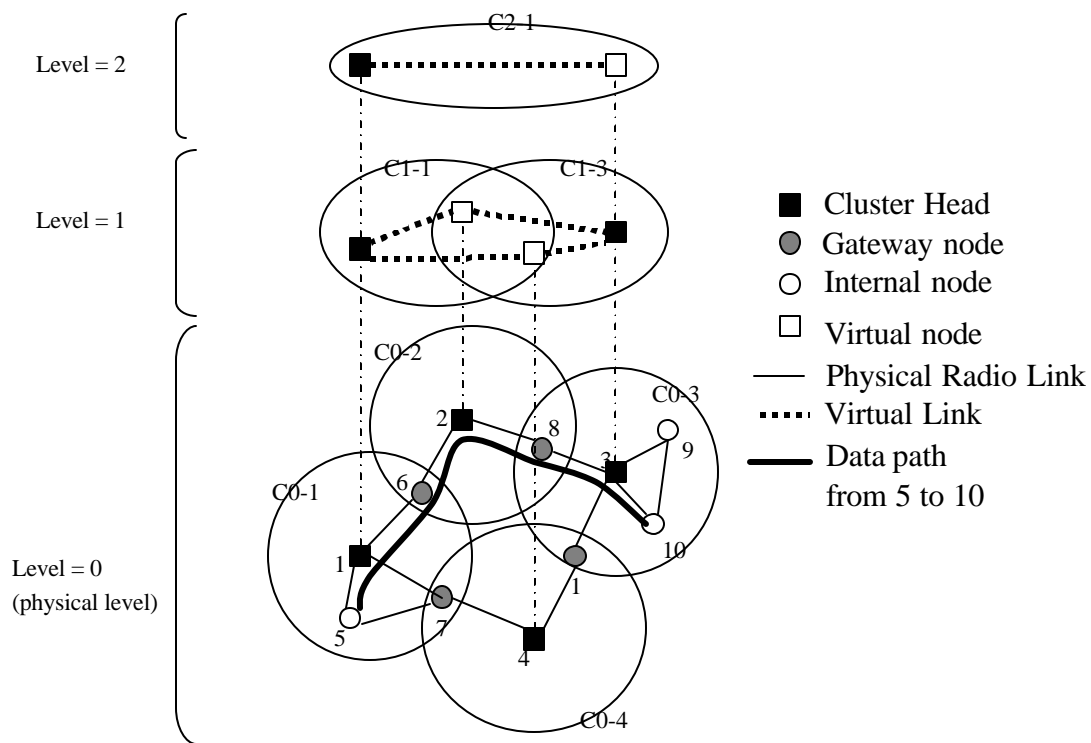 C2-1
Level = 2
C1-1
C1-3
Level = 1
Cluster Head
Gateway node
Internal node
Virtual node
Physical Radio Link
Virtual Link
Data path
from 5 to 10
C0-2
C0-3
2
8
3
9
6
C0-1
10
1
1
Level = 0
(physical level)
5
7
4
C0-4